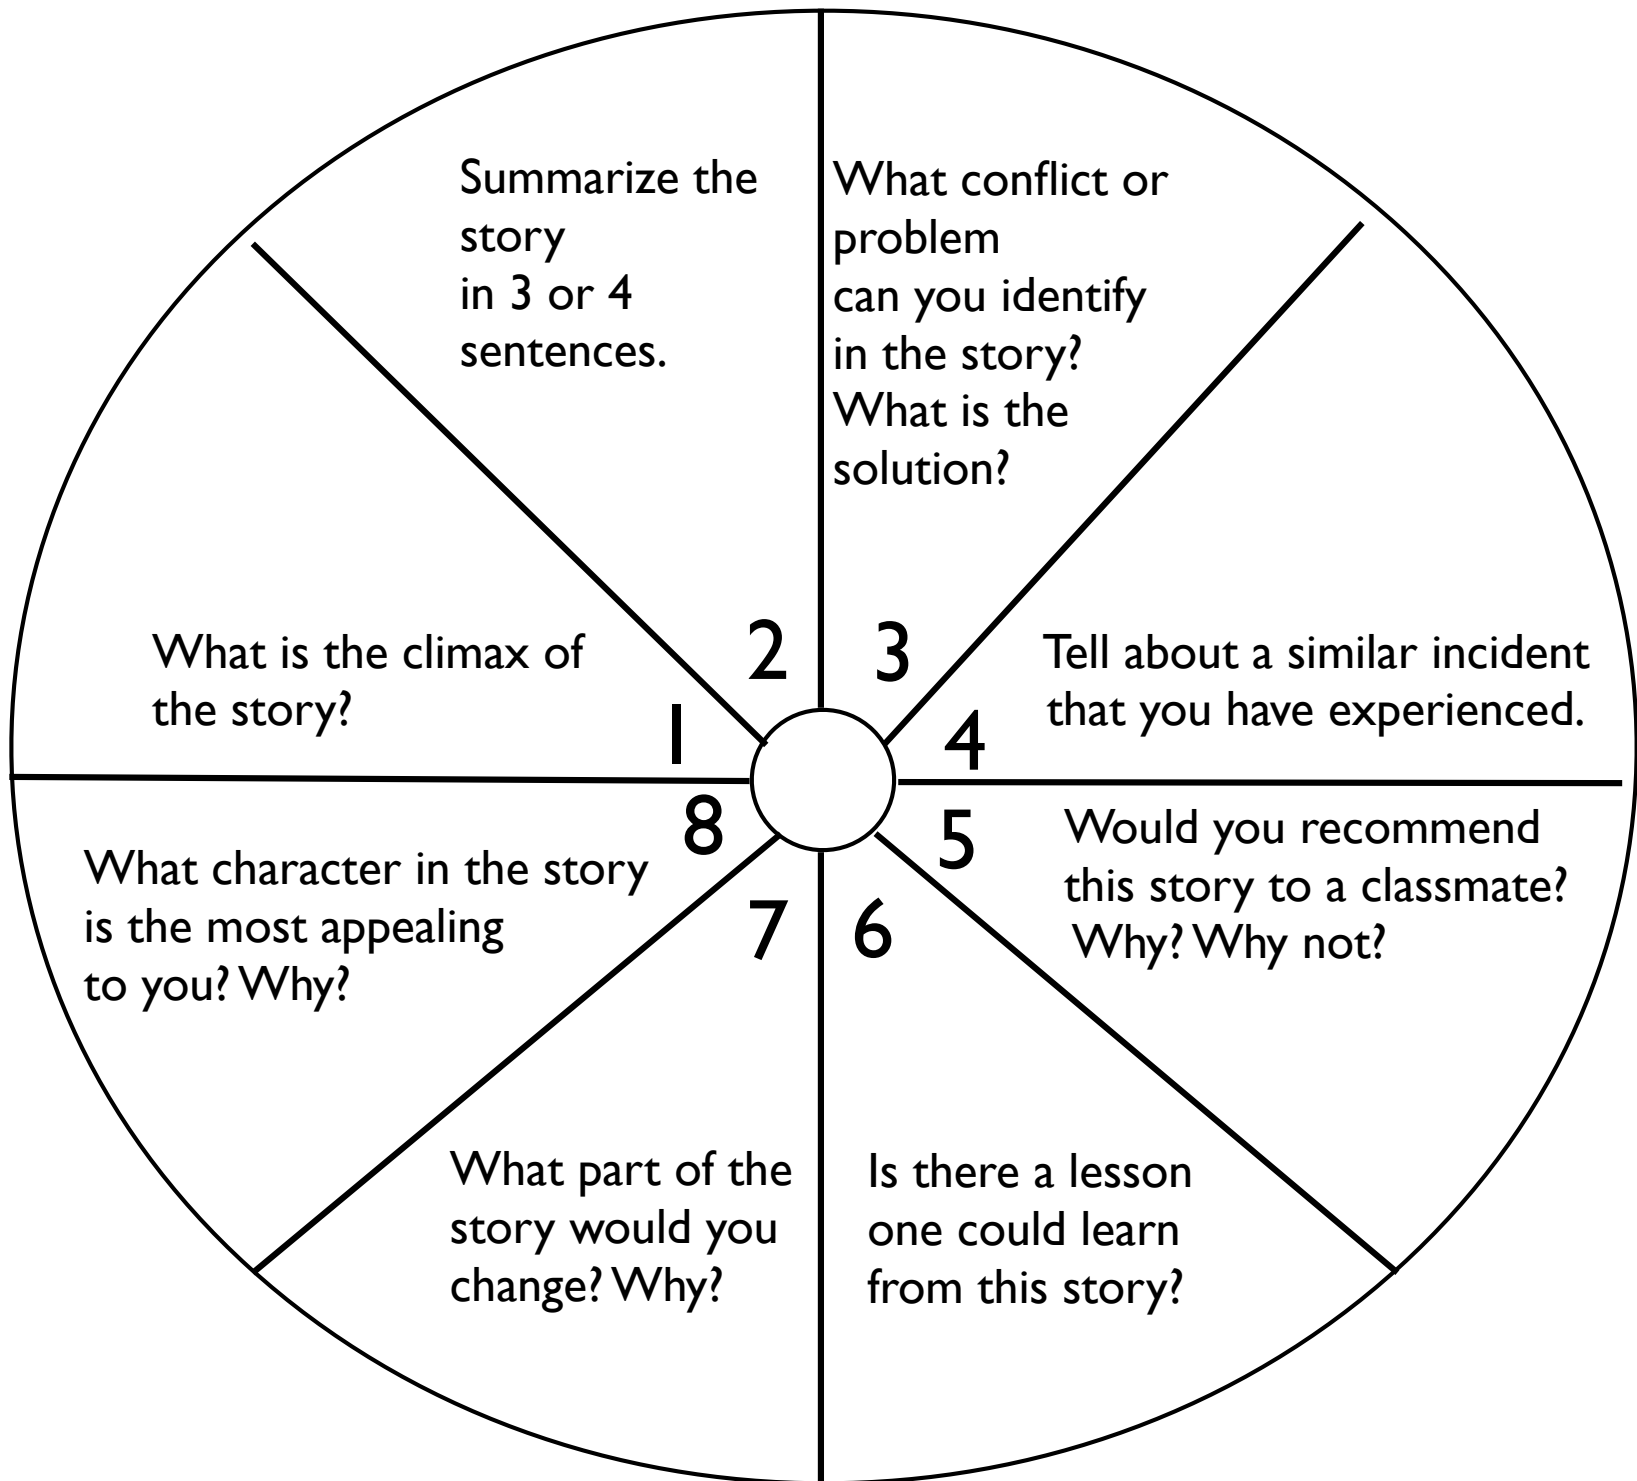 1
What is the climax of
the story?
2
Summarize the
story
in 3 or 4
sentences.
3
What conflict or
problem
can you identify
in the story?
What is the
solution?
4
Tell about a similar incident
that you have experienced.
5
Would you recommend
this story to a classmate?
Why? Why not?
6
Is there a lesson
one could learn
from this story?
7
What part of the
story would you
change? Why?
8
What character in the story
is the most appealing
to you? Why?